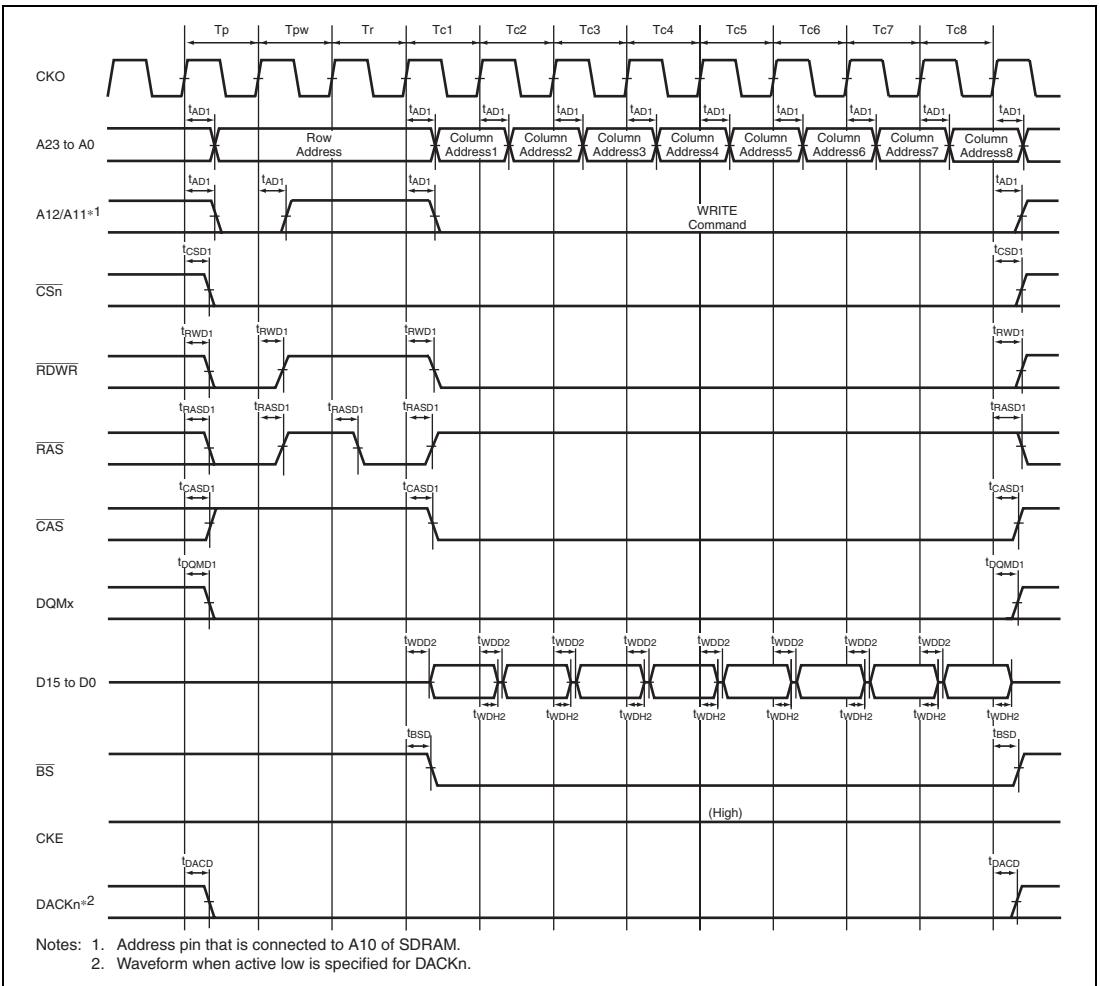 Tp Tpw Tr Tc1 Tc2 Tc3 Tc4 Tc5 Tc6 Tc7 Tc8
CKO
tAD1 tAD1 tAD1 tAD1 tAD1 tAD1 tAD1 tAD1 tAD1 tAD1
A23 to A0
Row Address
Column Address1
Column Address2
Column Address3
Column Address4
Column Address5
Column Address6
Column Address7
Column Address8
tAD1 tAD1 tAD1 tAD1
A12/A11*1
WRITE
Command
tCSD1 tCSD1
CSn
tRWD1 tRWD1 tRWD1 tRWD1
RDWR
tRASD1 tRASD1 tRASD1 tRASD1 tRASD1
RAS
tCASD1 tCASD1 tCASD1
CAS
tDQMD1 tDQMD1
DQMx
tWDD2 tWDD2 tWDD2 tWDD2 tWDD2 tWDD2 tWDD2 tWDD2
D15 to D0
tWDH2 tWDH2 tWDH2 tWDH2 tWDH2 tWDH2 tWDH2 tWDH2
tBSD tBSD
BS
(High)
CKE
tDACD tDACD
DACKn*2
Notes: 1. Address pin that is connected to A10 of SDRAM.
2. Waveform when active low is specified for DACKn.